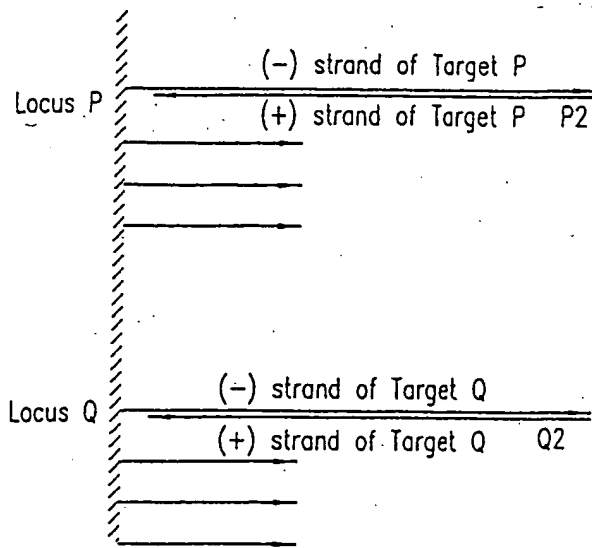 (-) strand of Target P
Locus P
(+) strand of Target P P2
(-) strand of Target Q
Locus Q
(+) strand of Target Q Q2